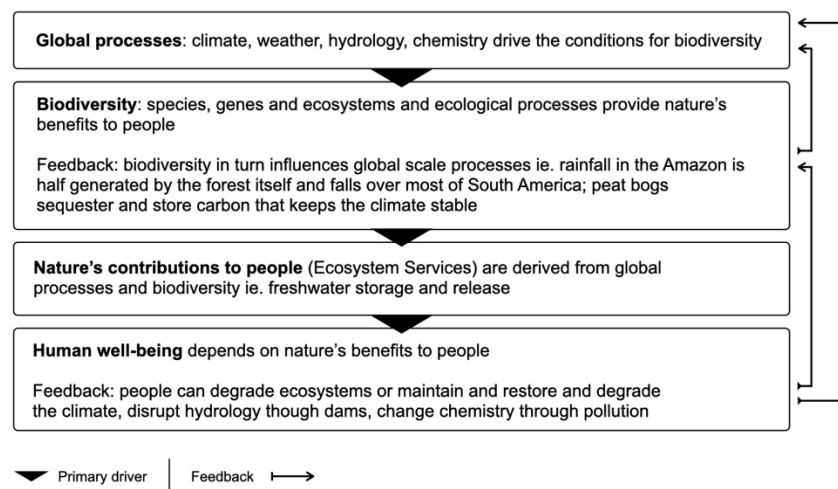 Global processes: climate, weather, hydrology, chemistry drive the conditions for biodiversity
Biodiversity: species, genes and ecosystems and ecological processes provide nature's
benefits to people
Feedback: biodiversity in turn influences global scale processes ie. rainfall in the Amazon is
half generated by the forest itself and falls over most of South America; peat bogs
sequester and store carbon that keeps the climate stable
Nature's contributions to people (Ecosystem Services) are derived from global
processes and biodiversity ie. freshwater storage and release
Human well-being depends on nature's benefits to people
Feedback: people can degrade ecosystems or maintain and restore and degrade
the climate, disrupt hydrology though dams, change chemistry through pollution
Primary driver | Feedback